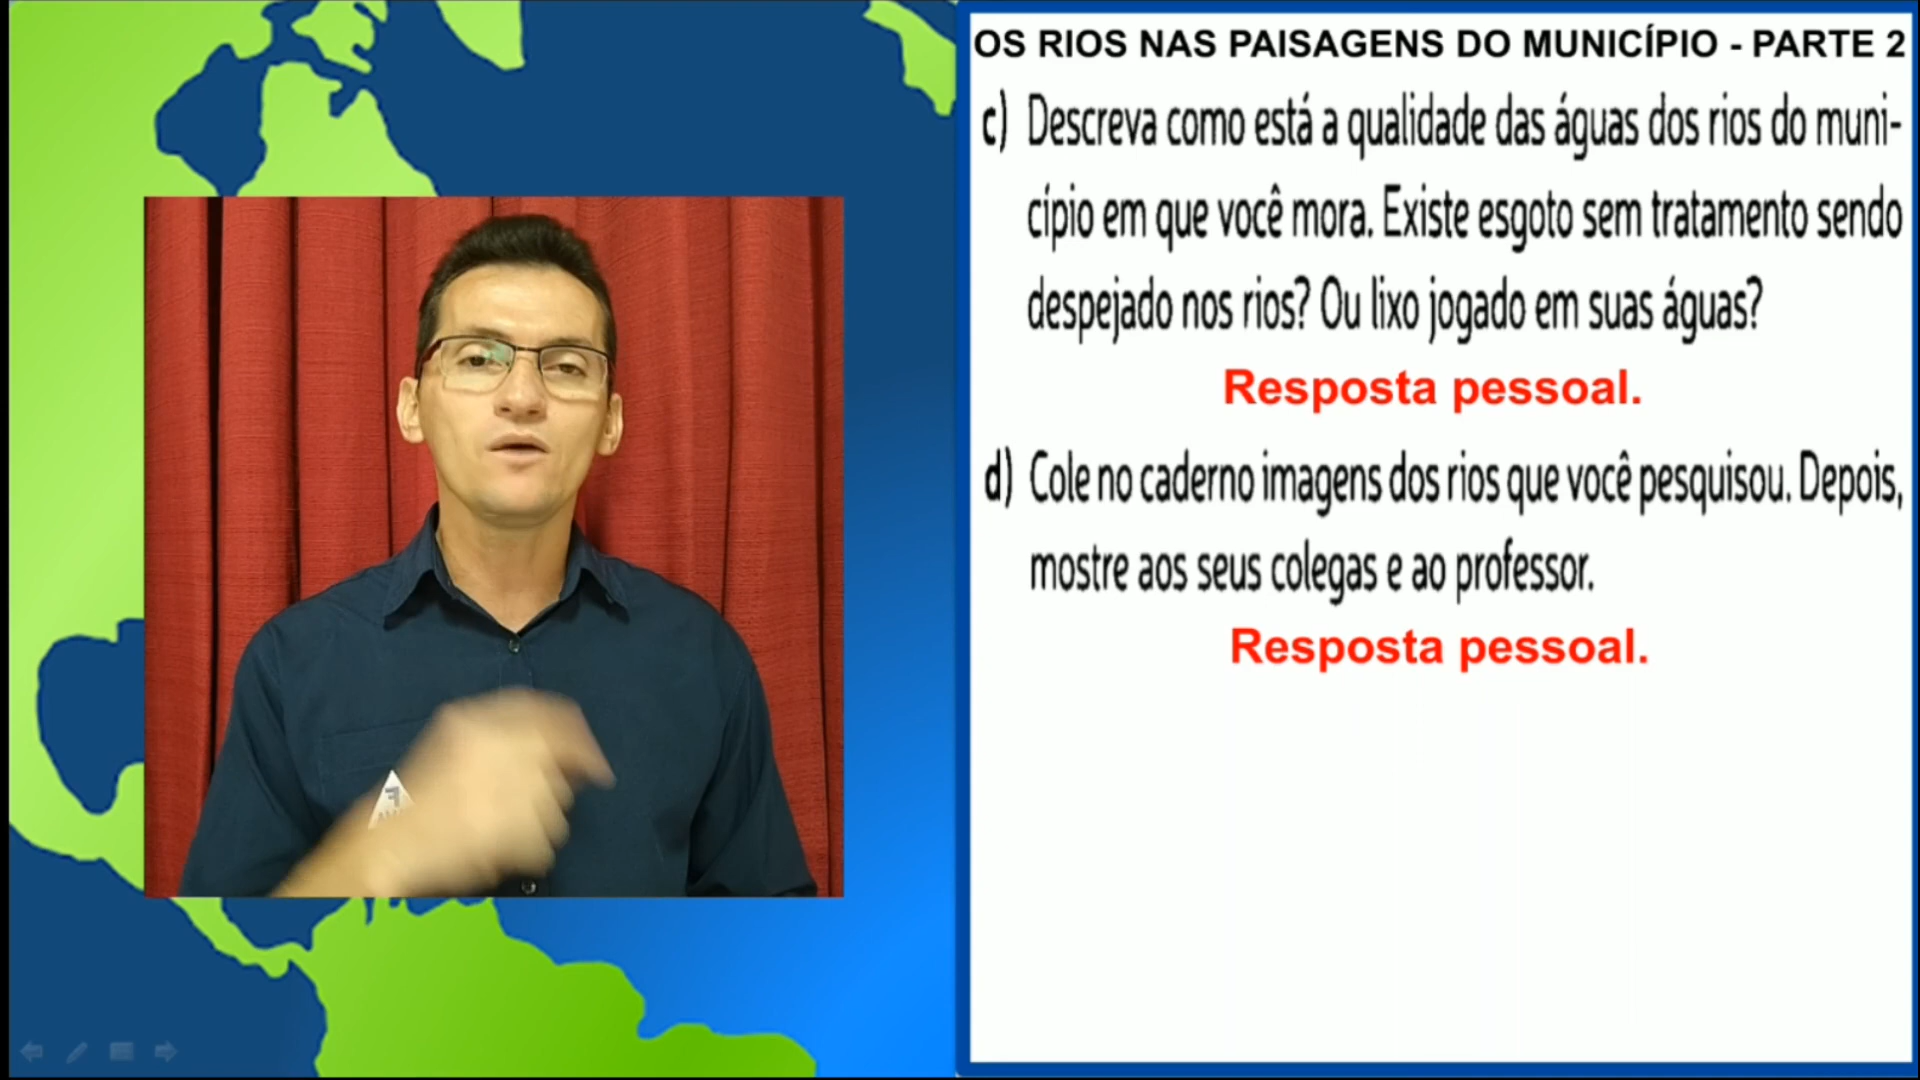 OS RIOS NAS PAISAGENS DO MUNICÍPIO - PARTE 2
c) Descreva como está a qualidade das águas dos rios do muni-
cípio em que você mora. Existe esgoto sem tratamento sendo
despejado nos rios? Ou lixo jogado em suas águas?
Resposta pessoal.
d) Cole no caderno imagens dos rios que você pesquisou. Depois,
mostre aos seus colegas e ao professor.
Resposta pessoal.